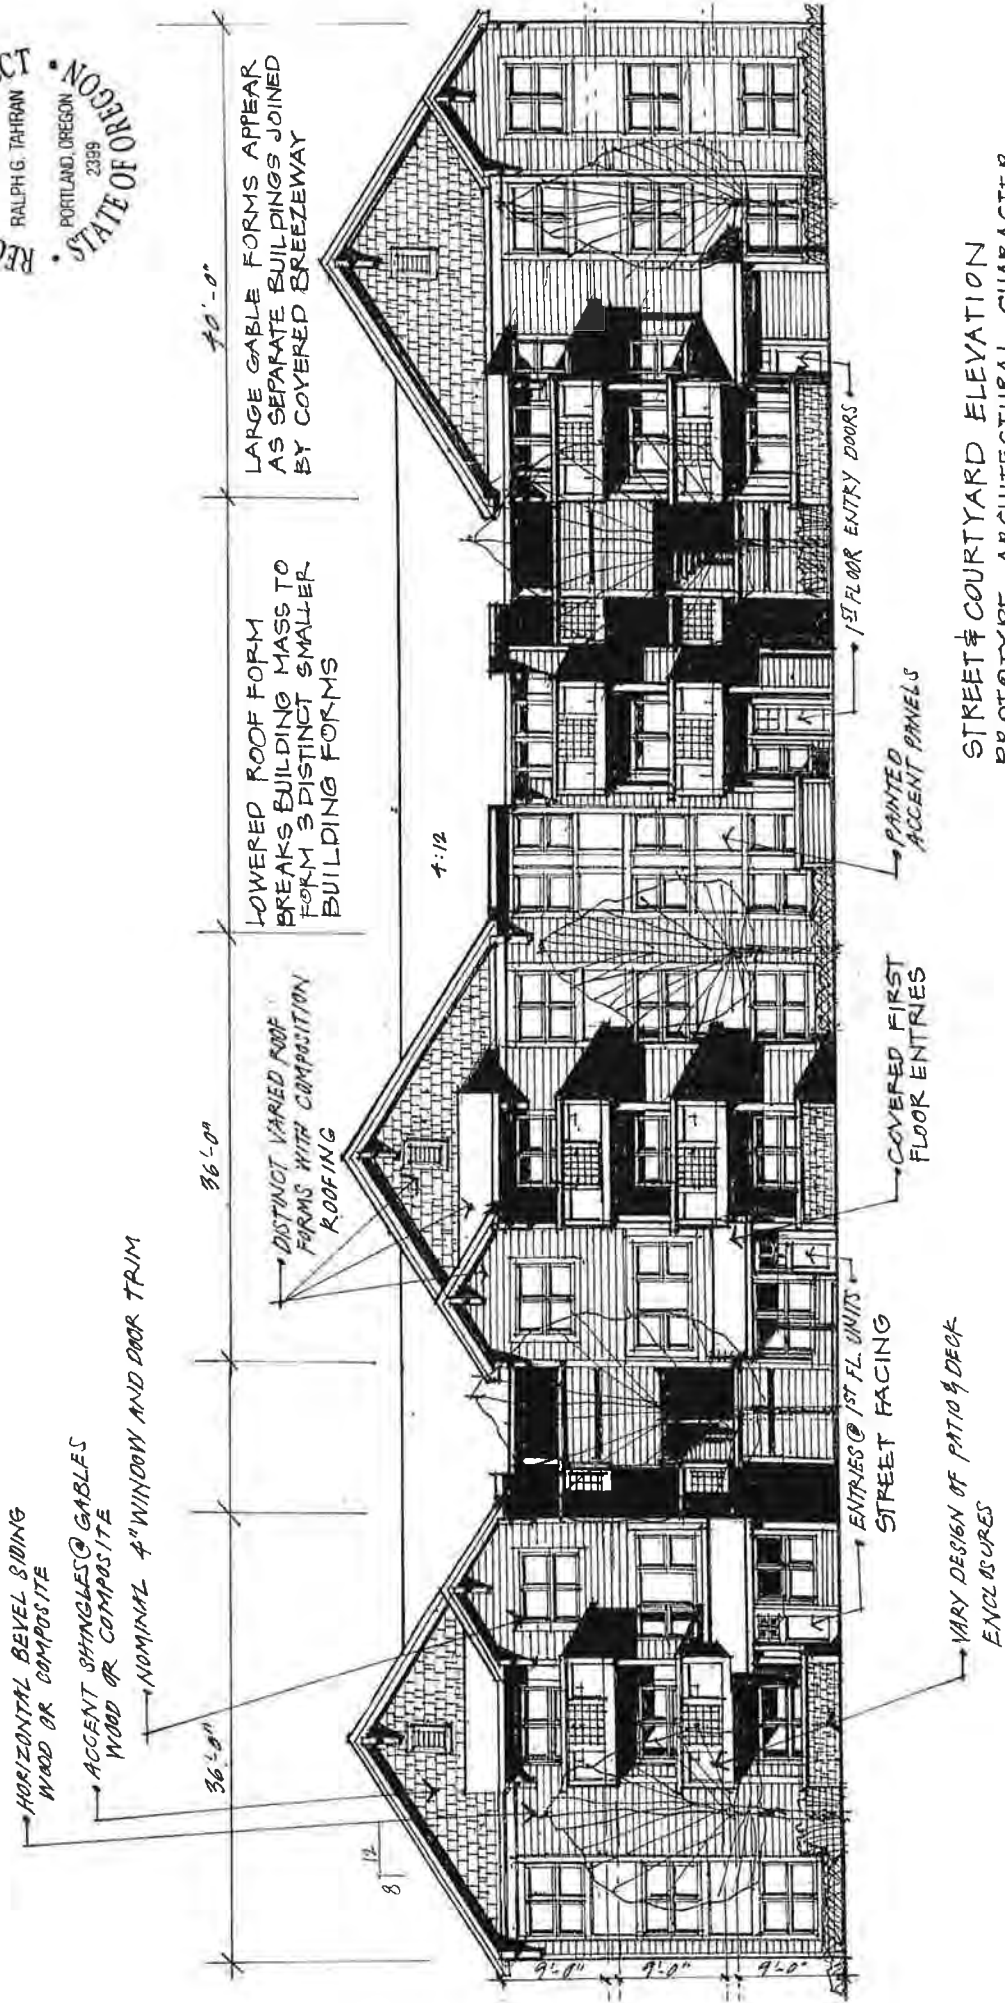 HORIZONTAL BEVEL SIDING
WOOD OR COMPOSITE
ACCENT SHINGLES @ GABLES
WOOD OR COMPOSITE
NOMINAL 4" WINDOW AND DOOR TRIM
36'-0"
36'-0"
40'-0"
RALPH G. TAHRAN
PORTLAND, OREGON
2399
STATE OF OREGON
DISTINCT VARIED ROOF
FORMS WITH COMPOSITION
ROOFING
LOWERED ROOF FORM
BREAKS BUILDING MASS TO
FORM 3 DISTINCT SMALLER
BUILDING FORMS
LARGE GABLE FORMS APPEAR
AS SEPARATE BUILDINGS JOINED
BY COVERED BREEZEWAY
8
12
4:12
9'-0"
9'-0"
9'-0"
ENTRIES @ 1ST FL. UNITS
STREET FACING
COVERED FIRST
FLOOR ENTRIES
PAINTED
ACCENT PANELS
1ST FLOOR ENTRY DOORS
VARY DESIGN OF PATIO & DECK
ENCLOSURES
STREET & COURTYARD ELEVATION
PROTOTYPE ARCHITECTURAL CHARACTER